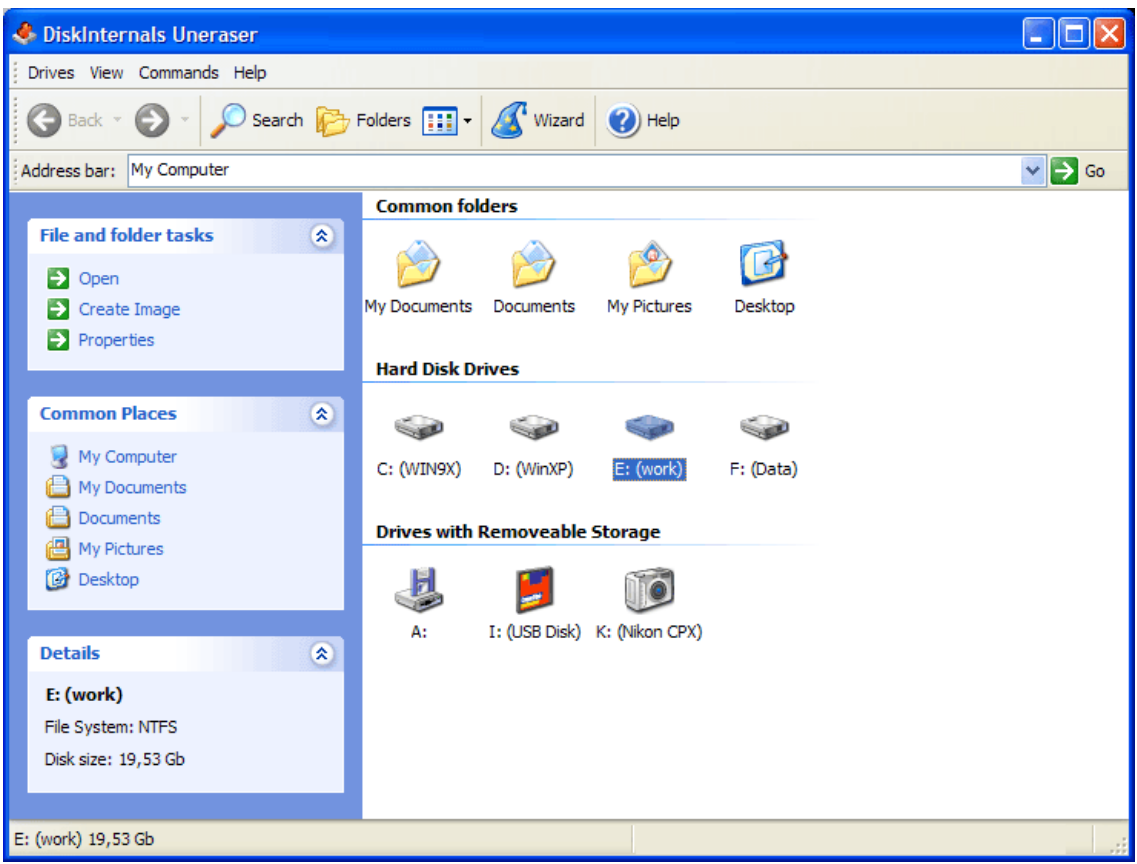 DiskInternals Uneraser
Drives View Commands Help
Back Search Folders Wizard Help
Address bar: My Computer Go
File and folder tasks
Open
Create Image
Properties
Common Places
My Computer
My Documents
Documents
My Pictures
Desktop
Details
E: (work)
File System: NTFS
Disk size: 19,53 Gb
Common folders
My Documents Documents My Pictures Desktop
Hard Disk Drives
C: (WIN9X) D: (WinXP) E: (work) F: (Data)
Drives with Removeable Storage
A: I: (USB Disk) K: (Nikon CPX)
E: (work) 19,53 Gb